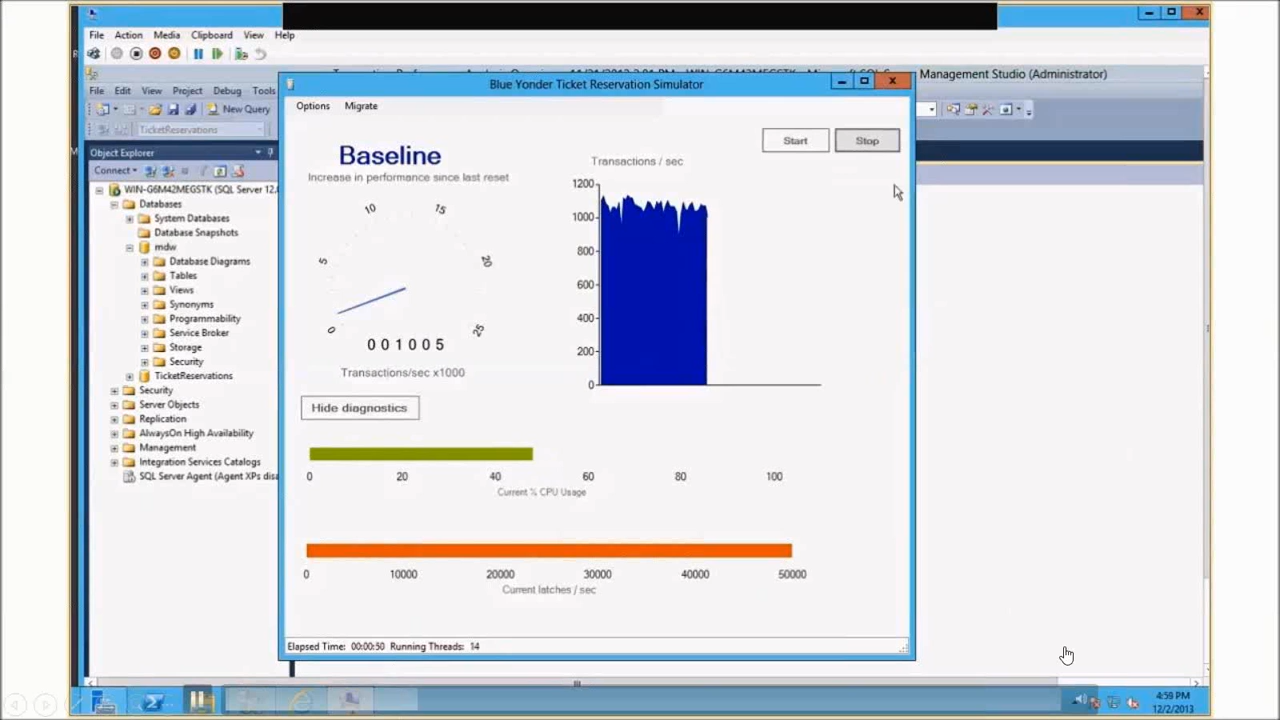 File Action Media Clipboard View Help
Management Studio (Administrator)
File Edit View Project Debug Tools
New Query
TicketReservations
Object Explorer
Connect
WIN-G6M42MEGSTK (SQL Server 12.
Databases
System Databases
Database Snapshots
mdw
Database Diagrams
Tables
Views
Synonyms
Programmability
Service Broker
Storage
Security
TicketReservations
Security
Server Objects
Replication
AlwaysOn High Availability
Management
Integration Services Catalogs
SQL Server Agent (Agent XPs disa
Blue Yonder Ticket Reservation Simulator
Options Migrate
Start Stop
Baseline
Increase in performance since last reset
0 5 10 15 20 25
001005
Transactions/sec x1000
Transactions / sec
1200
1000
800
600
400
200
0
Hide diagnostics
0 20 40 60 80 100
Current % CPU Usage
0 10000 20000 30000 40000 50000
Current latches / sec
Elapsed Time: 00:00:50 Running Threads: 14
4:59 PM
12/2/2013